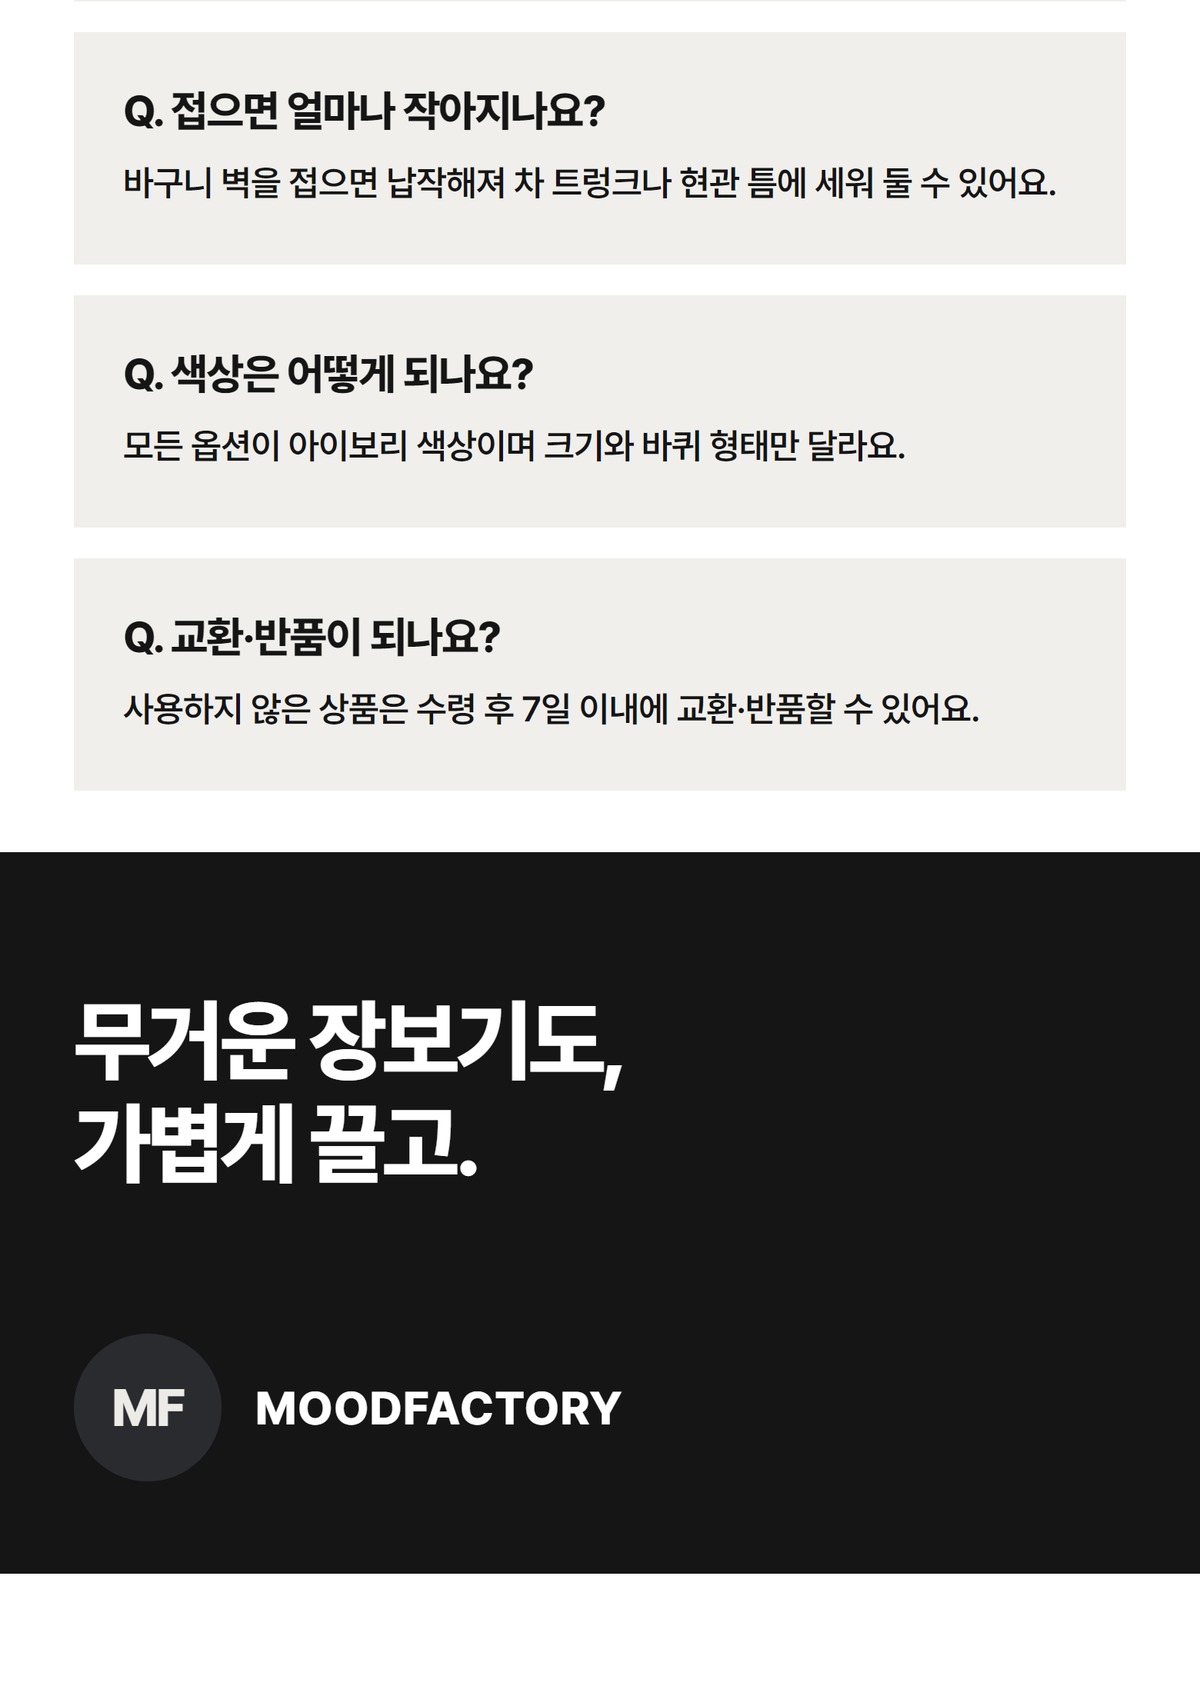 Q. 접으면 얼마나 작아지나요?
바구니 벽을 접으면 납작해져 차 트렁크나 현관 틈에 세워 둘 수 있어요.
Q. 색상은 어떻게 되나요?
모든 옵션이 아이보리 색상이며 크기와 바퀴 형태만 달라요.
Q. 교환·반품이 되나요?
사용하지 않은 상품은 수령 후 7일 이내에 교환·반품할 수 있어요.
무거운 장보기도,
가볍게 끌고.
MF
MOODFACTORY